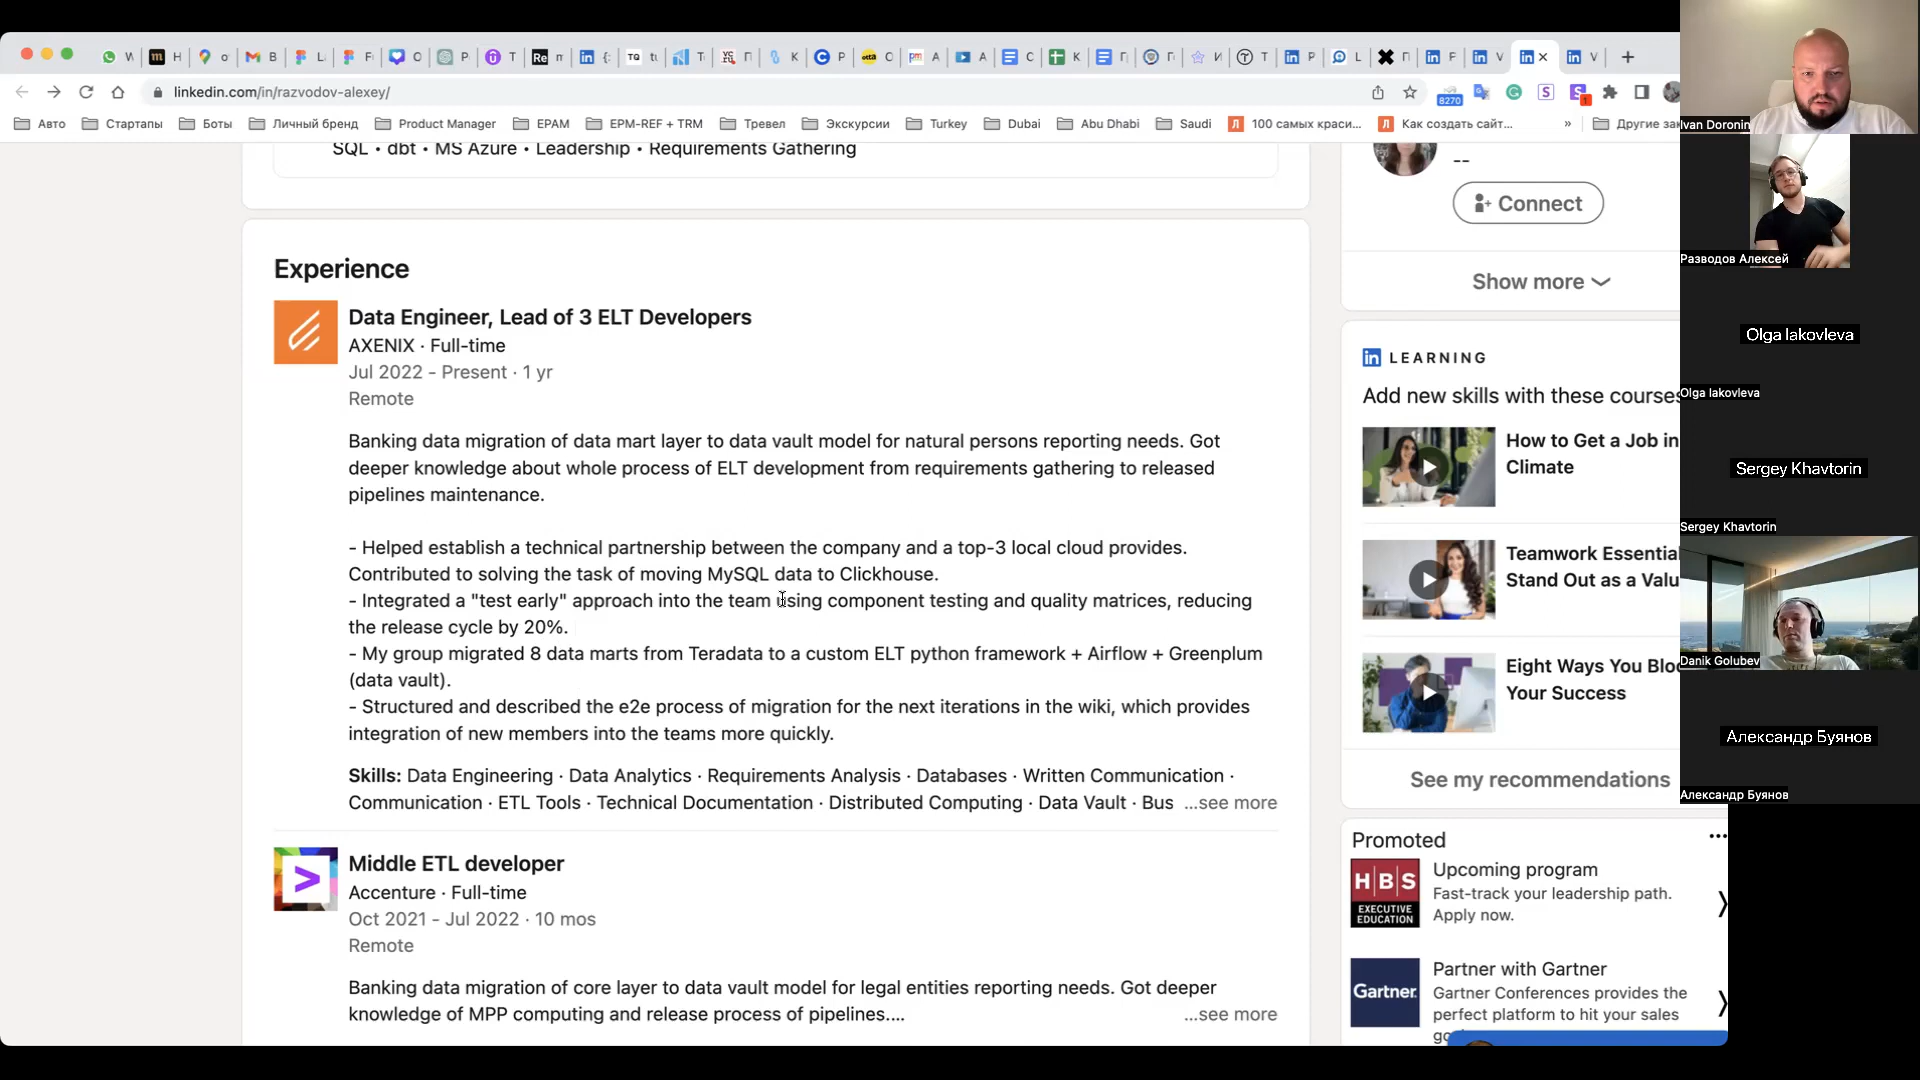 linkedin.com/in/razvodov-alexey/
8270
1
Авто
Стартапы
Боты
Личный бренд
Product Manager
EPAM
EPM-REF + TRM
Тревел
Экскурсии
Turkey
Dubai
Abu Dhabi
Saudi
100 самых краси...
Как создать сайт...
»
SQL • dbt • MS Azure • Leadership • Requirements Gathering
Experience
Data Engineer, Lead of 3 ELT Developers
AXENIX · Full-time
Jul 2022 - Present · 1 yr
Remote
Banking data migration of data mart layer to data vault model for natural persons reporting needs. Got
deeper knowledge about whole process of ELT development from requirements gathering to released
pipelines maintenance.
- Helped establish a technical partnership between the company and a top-3 local cloud provides.
Contributed to solving the task of moving MySQL data to Clickhouse.
- Integrated a "test early" approach into the team using component testing and quality matrices, reducing
the release cycle by 20%.
- My group migrated 8 data marts from Teradata to a custom ELT python framework + Airflow + Greenplum
(data vault).
- Structured and described the e2e process of migration for the next iterations in the wiki, which provides
integration of new members into the teams more quickly.
Skills: Data Engineering · Data Analytics · Requirements Analysis · Databases · Written Communication ·
Communication · ETL Tools · Technical Documentation · Distributed Computing · Data Vault · Bus ...see more
Middle ETL developer
Accenture · Full-time
Oct 2021 - Jul 2022 · 10 mos
Remote
Banking data migration of core layer to data vault model for legal entities reporting needs. Got deeper
knowledge of MPP computing and release process of pipelines.... ...see more
--
Connect
Show more
in LEARNING
Add new skills with these courses
How to Get a Job in
Climate
Teamwork Essential
Stand Out as a Valu
Eight Ways You Blo
Your Success
See my recommendations
Promoted
HBS
EXECUTIVE
EDUCATION
Upcoming program
Fast-track your leadership path.
Apply now.
Gartner
Partner with Gartner
Gartner Conferences provides the
perfect platform to hit your sales
Ivan Doronin
Разводов Алексей
Olga Iakovleva
Olga Iakovleva
Sergey Khavtorin
Sergey Khavtorin
Danik Golubev
Александр Буянов
Александр Буянов